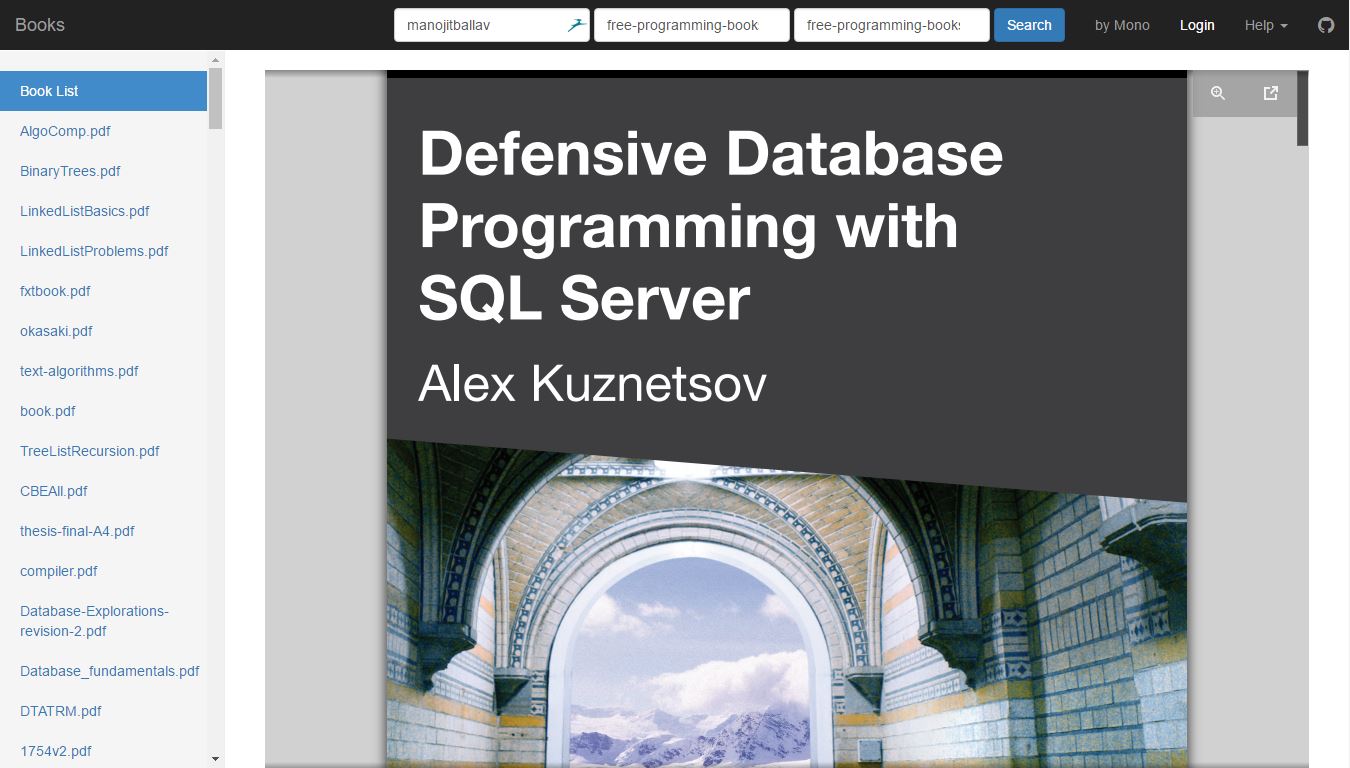 Books
manojitballav
free-programming-book
free-programming-books
Search
by Mono
Login
Help
Book List
AlgoComp.pdf
BinaryTrees.pdf
LinkedListBasics.pdf
LinkedListProblems.pdf
fxtbook.pdf
okasaki.pdf
text-algorithms.pdf
book.pdf
TreeListRecursion.pdf
CBEAll.pdf
thesis-final-A4.pdf
compiler.pdf
Database-Explorations-
revision-2.pdf
Database_fundamentals.pdf
DTATRM.pdf
1754v2.pdf
Defensive Database
Programming with
SQL Server
Alex Kuznetsov